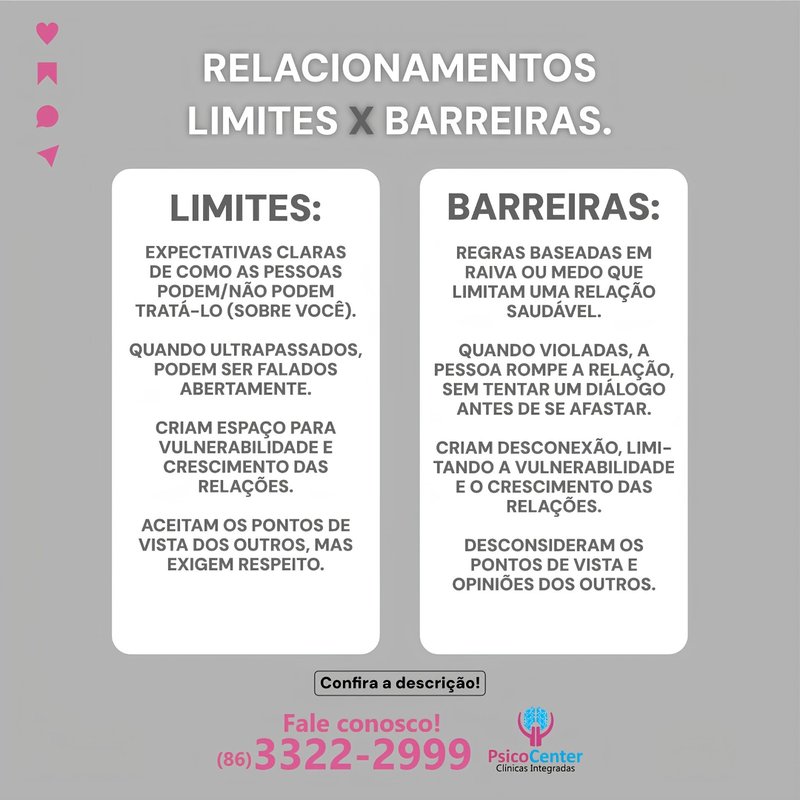 RELACIONAMENTOS
LIMITES X BARREIRAS.
LIMITES:
EXPECTATIVAS CLARAS
DE COMO AS PESSOAS
PODEM/NÃO PODEM
TRATÁ-LO (SOBRE VOCÊ).
QUANDO ULTRAPASSADOS,
PODEM SER FALADOS
ABERTAMENTE.
CRIAM ESPAÇO PARA
VULNERABILIDADE E
CRESCIMENTO DAS
RELAÇÕES.
ACEITAM OS PONTOS DE
VISTA DOS OUTROS, MAS
EXIGEM RESPEITO.
BARREIRAS:
REGRAS BASEADAS EM
RAIVA OU MEDO QUE
LIMITAM UMA RELAÇÃO
SAUDÁVEL.
QUANDO VIOLADAS, A
PESSOA ROMPE A RELAÇÃO,
SEM TENTAR UM DIÁLOGO
ANTES DE SE AFASTAR.
CRIAM DESCONEXÃO, LIMI-
TANDO A VULNERABILIDADE
E O CRESCIMENTO DAS
RELAÇÕES.
DESCONSIDERAM OS
PONTOS DE VISTA E
OPINIÕES DOS OUTROS.
Confira a descrição!
Fale conosco!
(86) 3322-2999
PsicoCenter
Clínicas Integradas